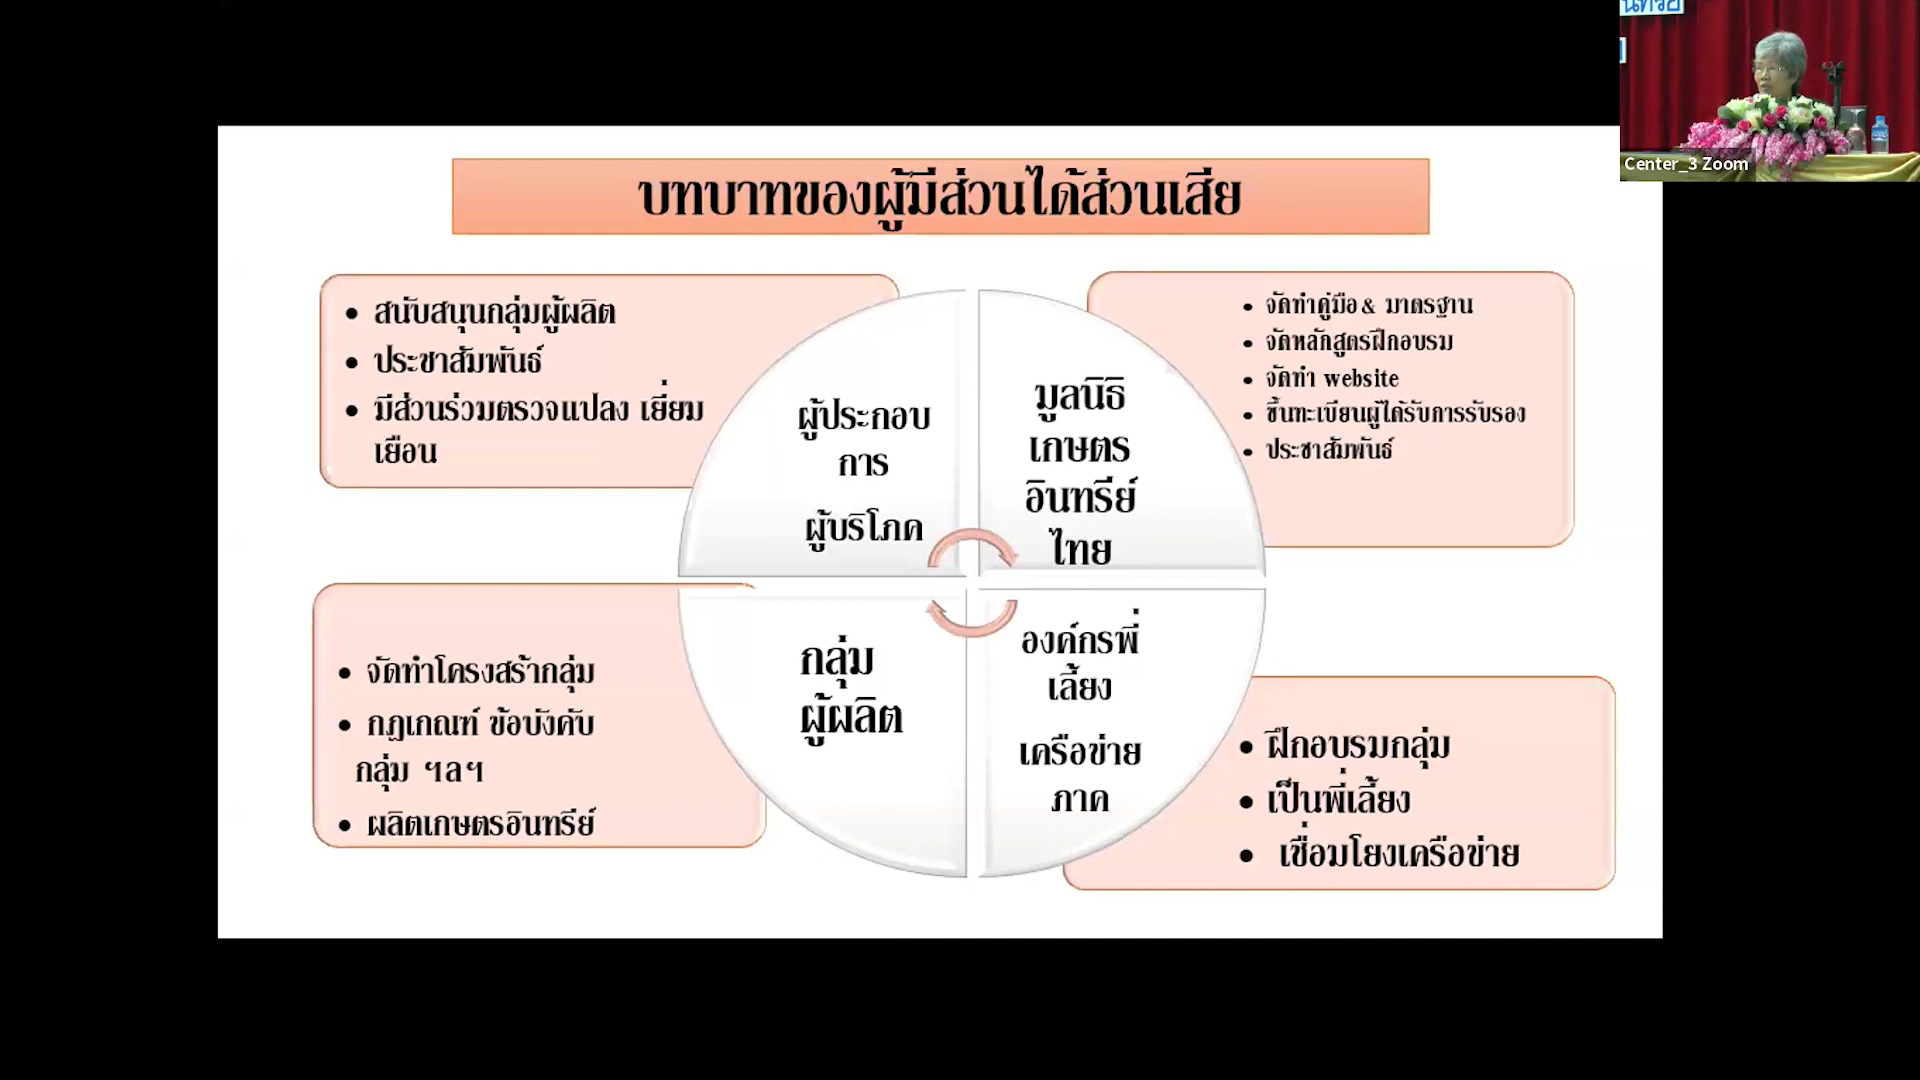 บทบาทของผู้มีส่วนได้ส่วนเสีย
• สนับสนุนกลุ่มผู้ผลิต
• ประชาสัมพันธ์
• มีส่วนร่วมตรวจแปลง เยี่ยม
เยือน
ผู้ประกอบ
การ
ผู้บริโภค
มูลนิธิ
เกษตร
อินทรีย์
ไทย
• จัดทำคู่มือ & มาตรฐาน
• จัดหลักสูตรฝึกอบรม
• จัดทำ website
• ขึ้นทะเบียนผู้ได้รับการรับรอง
• ประชาสัมพันธ์
• จัดทำโครงสร้ากลุ่ม
• กฎเกณฑ์ ข้อบังคับ
กลุ่ม ฯลฯ
• ผลิตเกษตรอินทรีย์
กลุ่ม
ผู้ผลิต
องค์กรพี่
เลี้ยง
เครือข่าย
ภาค
• ฝึกอบรมกลุ่ม
• เป็นพี่เลี้ยง
• เชื่อมโยงเครือข่าย
Center_3 Zoom